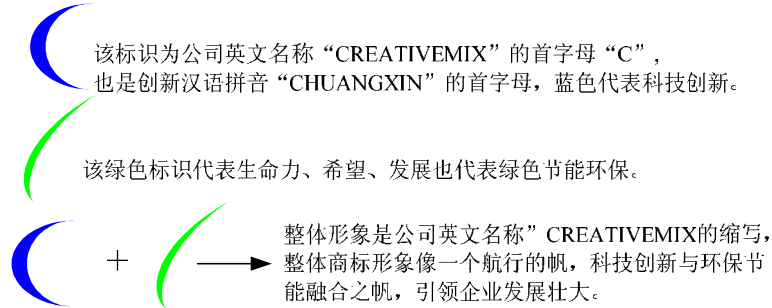 该标识为公司英文名称“CREATIVEMIX”的首字母“C”,
也是创新汉语拼音“CHUANGXIN”的首字母，蓝色代表科技创新。
该绿色标识代表生命力、希望、发展也代表绿色节能环保。
+
整体形象是公司英文名称”CREATIVEMIX的缩写，
整体商标形象像一个航行的帆，科技创新与环保节
能融合之帆，引领企业发展壮大。